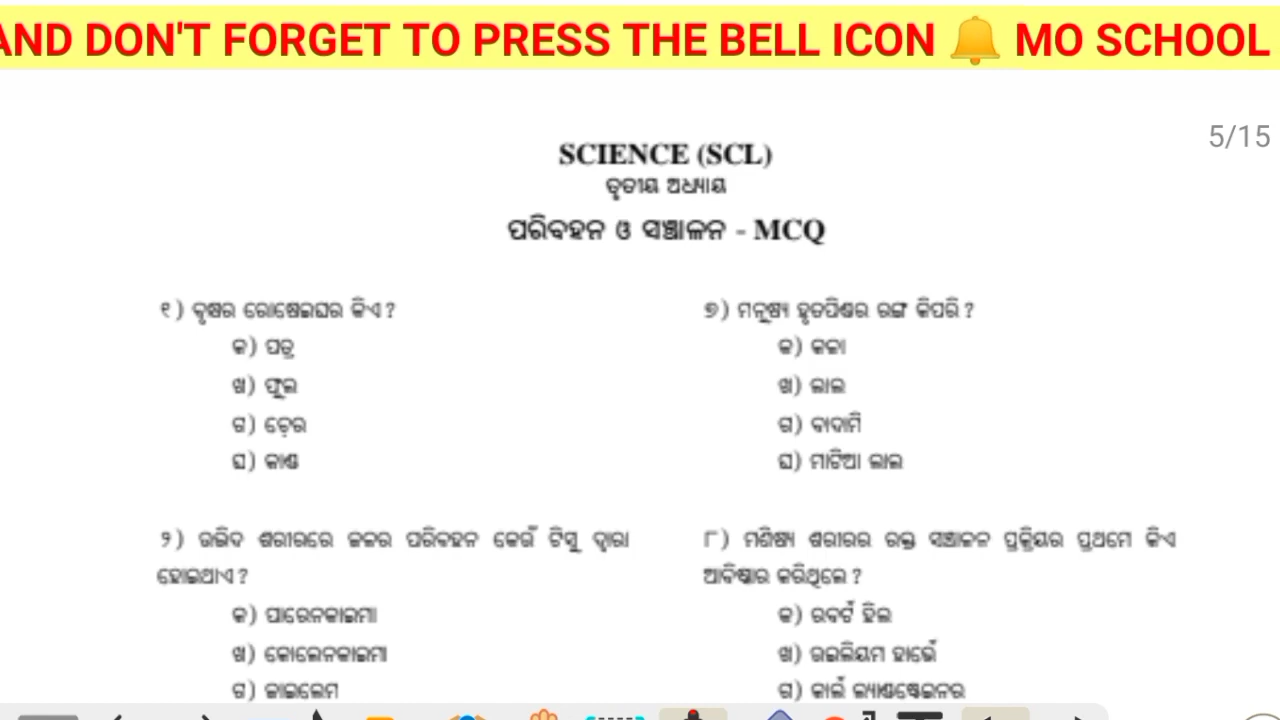 AND DON'T FORGET TO PRESS THE BELL ICON 🔔 MO SCHOOL
5/15
SCIENCE (SCL)
ତୃତୀୟ ଅଧ୍ୟାୟ
ପରିବହନ ଓ ସଞ୍ଚାଳନ - MCQ
୧) ବୃକ୍ଷର ରୋଷେଇଘର କିଏ ?
କ) ପତ୍ର
ଖ) ଫୁଲ
ଗ) ଚେର
ଘ) କାଣ୍ଡ
୨) ଉଭିଦ ଶରୀରରେ ଜଳର ପରିବହନ କେଉଁ ଟିସୁ ଦ୍ୱାରା
ହୋଇଥାଏ ?
କ) ପାରେନକାଇମା
ଖ) କୋଲେନକାଇମା
ଗ) ଜାଇଲେମ
୭) ମନୁଷ୍ୟ ହୃତପିଣ୍ଡର ରଙ୍ଗ କିପରି ?
କ) କଳା
ଖ) ଲାଲ
ଗ) ବାଦାମି
ଘ) ମାଟିଆ ଲାଲ
୮) ମଣିଷ୍ୟ ଶରୀରର ରକ୍ତ ସଞ୍ଚାଳନ ପ୍ରକ୍ରିୟର ପ୍ରଥମେ କିଏ
ଆବିଷ୍କାର କରିଥିଲେ ?
କ) ରବର୍ଟ ହିଲ
ଖ) ଉଇଲିୟମ ହାର୍ଭେ
ଗ) କାର୍ଲ ଲ୍ୟାଣ୍ଡଷ୍ଟେଇନର